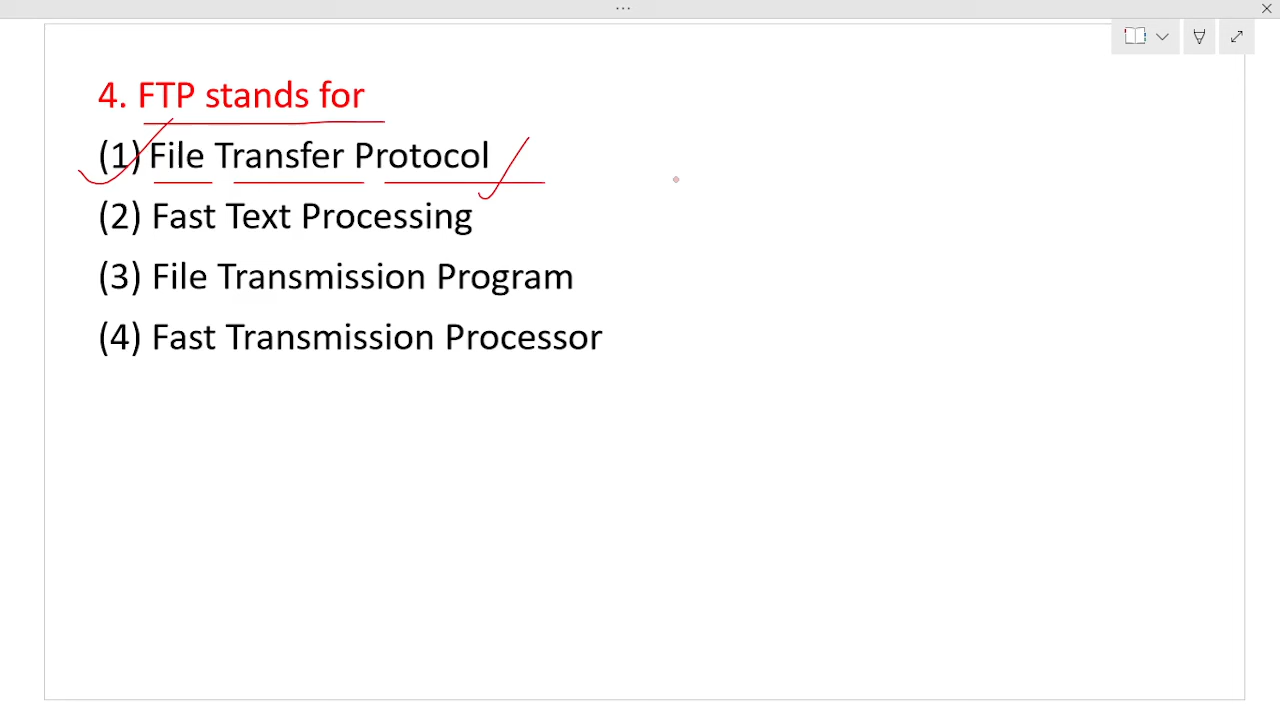 4. FTP stands for
(1) File Transfer Protocol
(2) Fast Text Processing
(3) File Transmission Program
(4) Fast Transmission Processor